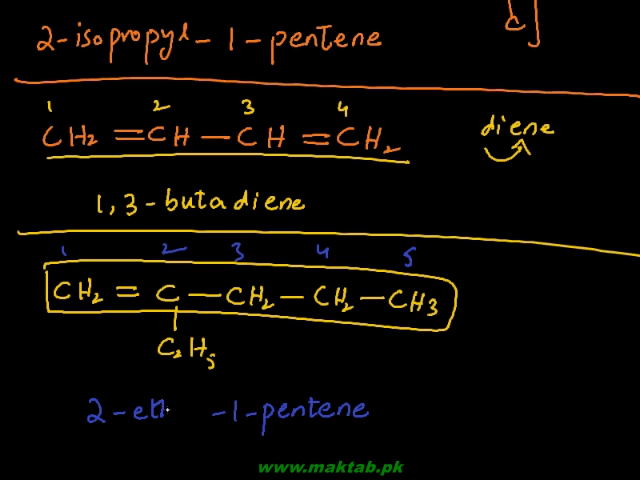 c]
2-isopropyl-1-pentene
1 2 3 4
CH2=CH-CH=CH2 diene
1,3-butadiene
1 2 3 4 5
CH2=C-CH2-CH2-CH3
C2H5
2-eth -1-pentene
www.maktab.pk